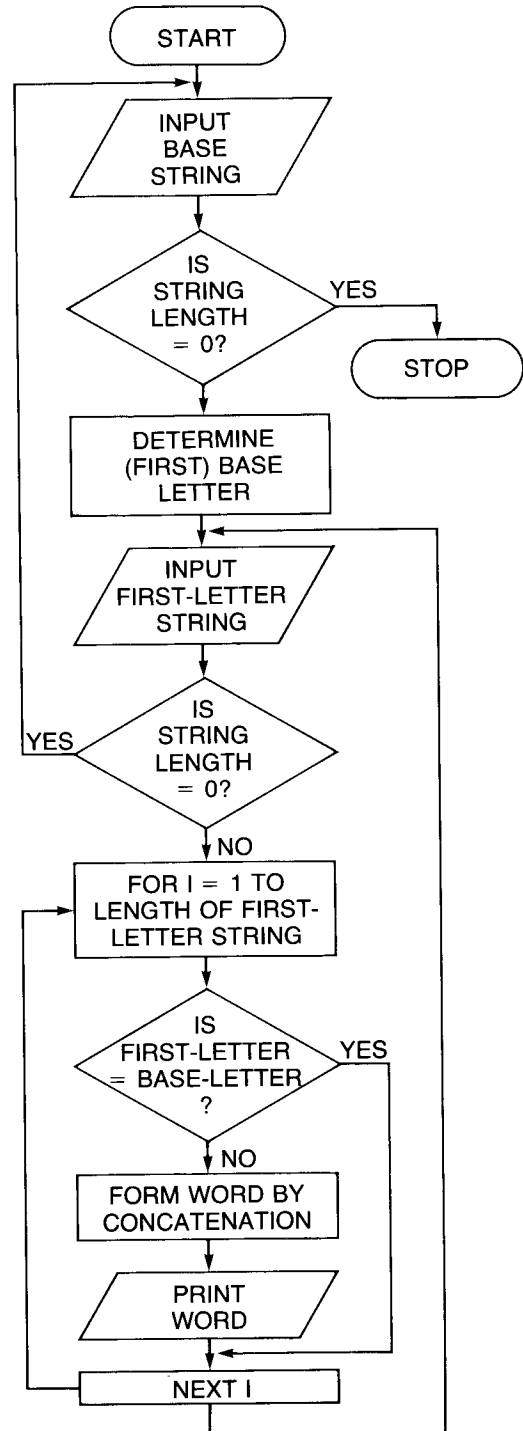 START
INPUT
BASE
STRING
IS
STRING
LENGTH
= 0?
YES
STOP
DETERMINE
(FIRST) BASE
LETTER
INPUT
FIRST-LETTER
STRING
IS
STRING
LENGTH
= 0?
YES
NO
FOR I = 1 TO
LENGTH OF FIRST-
LETTER STRING
IS
FIRST-LETTER
= BASE-LETTER
?
YES
NO
FORM WORD BY
CONCATENATION
PRINT
WORD
NEXT I